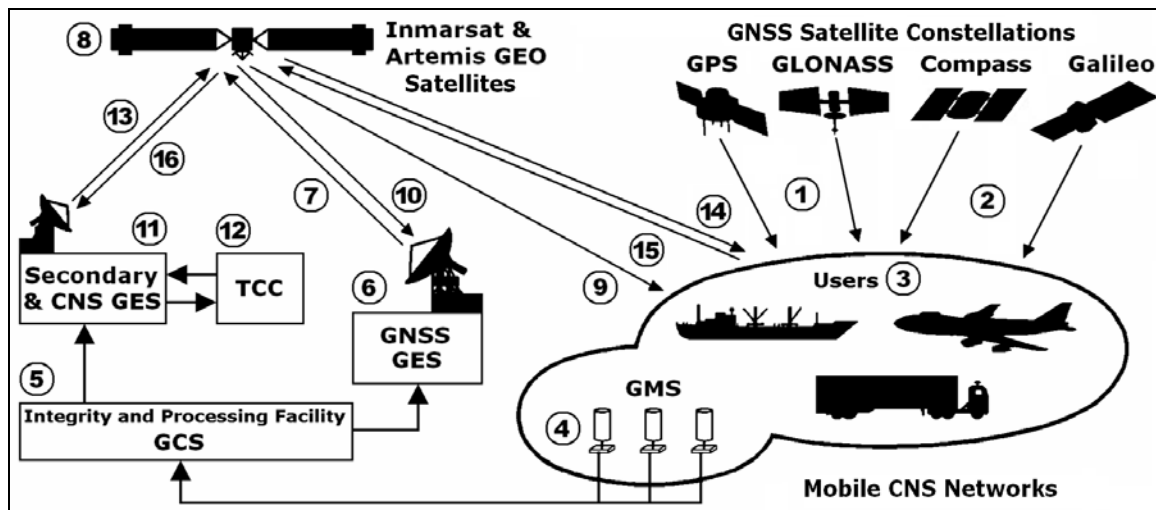 8
Inmarsat &
Artemis GEO
Satellites
GNSS Satellite Constellations
GPS
GLONASS
Compass
Galileo
13
16
7
10
14
15
9
1
2
11
12
Secondary
& CNS GES
TCC
6
GNSS
GES
5
Integrity and Processing Facility
GCS
Users 3
GMS
4
Mobile CNS Networks